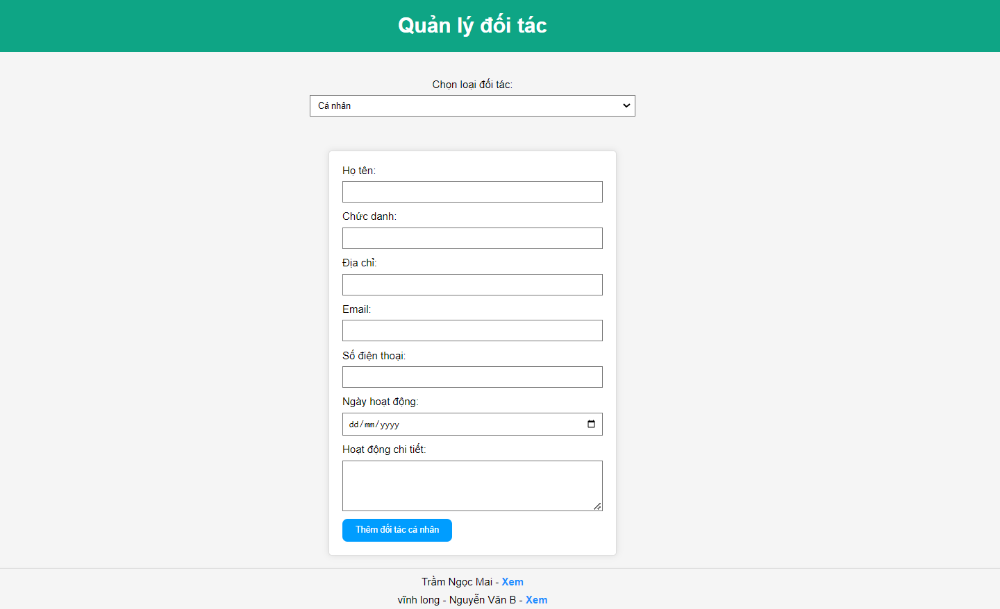 Quản lý đối tác
Chọn loại đối tác:
Cá nhân
Họ tên:
Chức danh:
Địa chỉ:
Email:
Số điện thoại:
Ngày hoạt động:
dd/mm/yyyy
Hoạt động chi tiết:
Thêm đối tác cá nhân
Trầm Ngọc Mai - Xem
vĩnh long - Nguyễn Văn B - Xem